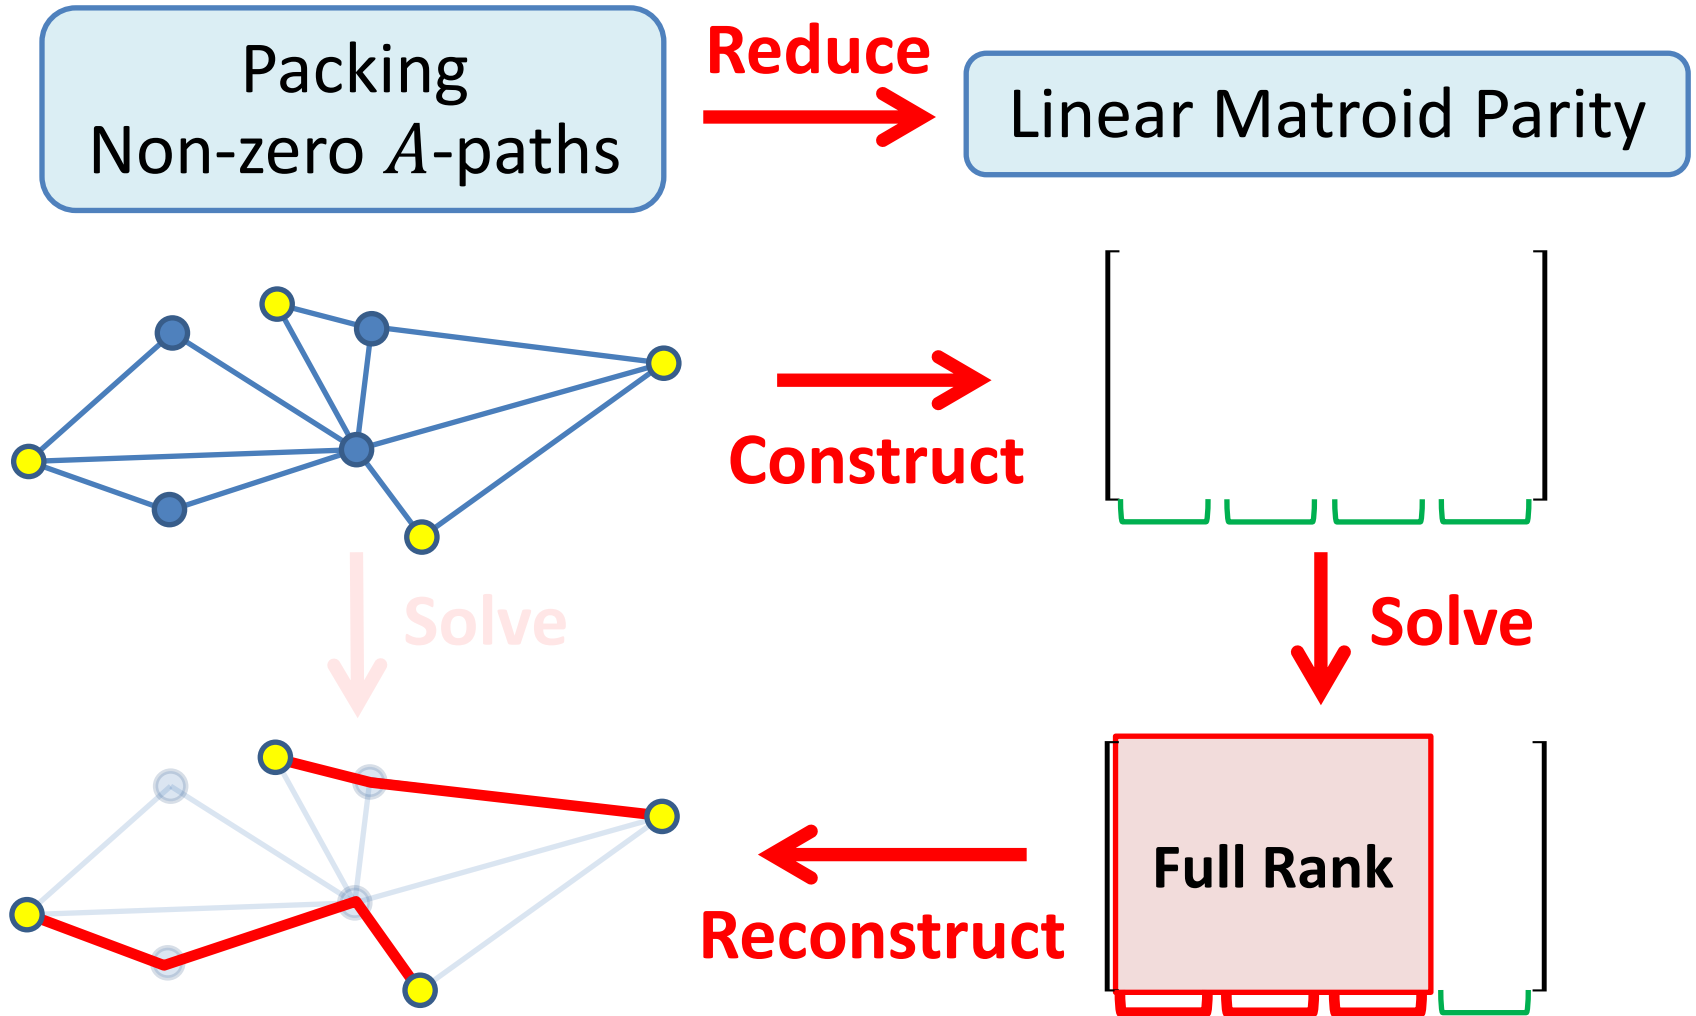 Packing
Non-zero A-paths
Reduce
Linear Matroid Parity
Construct
Solve
Solve
Full Rank
Reconstruct